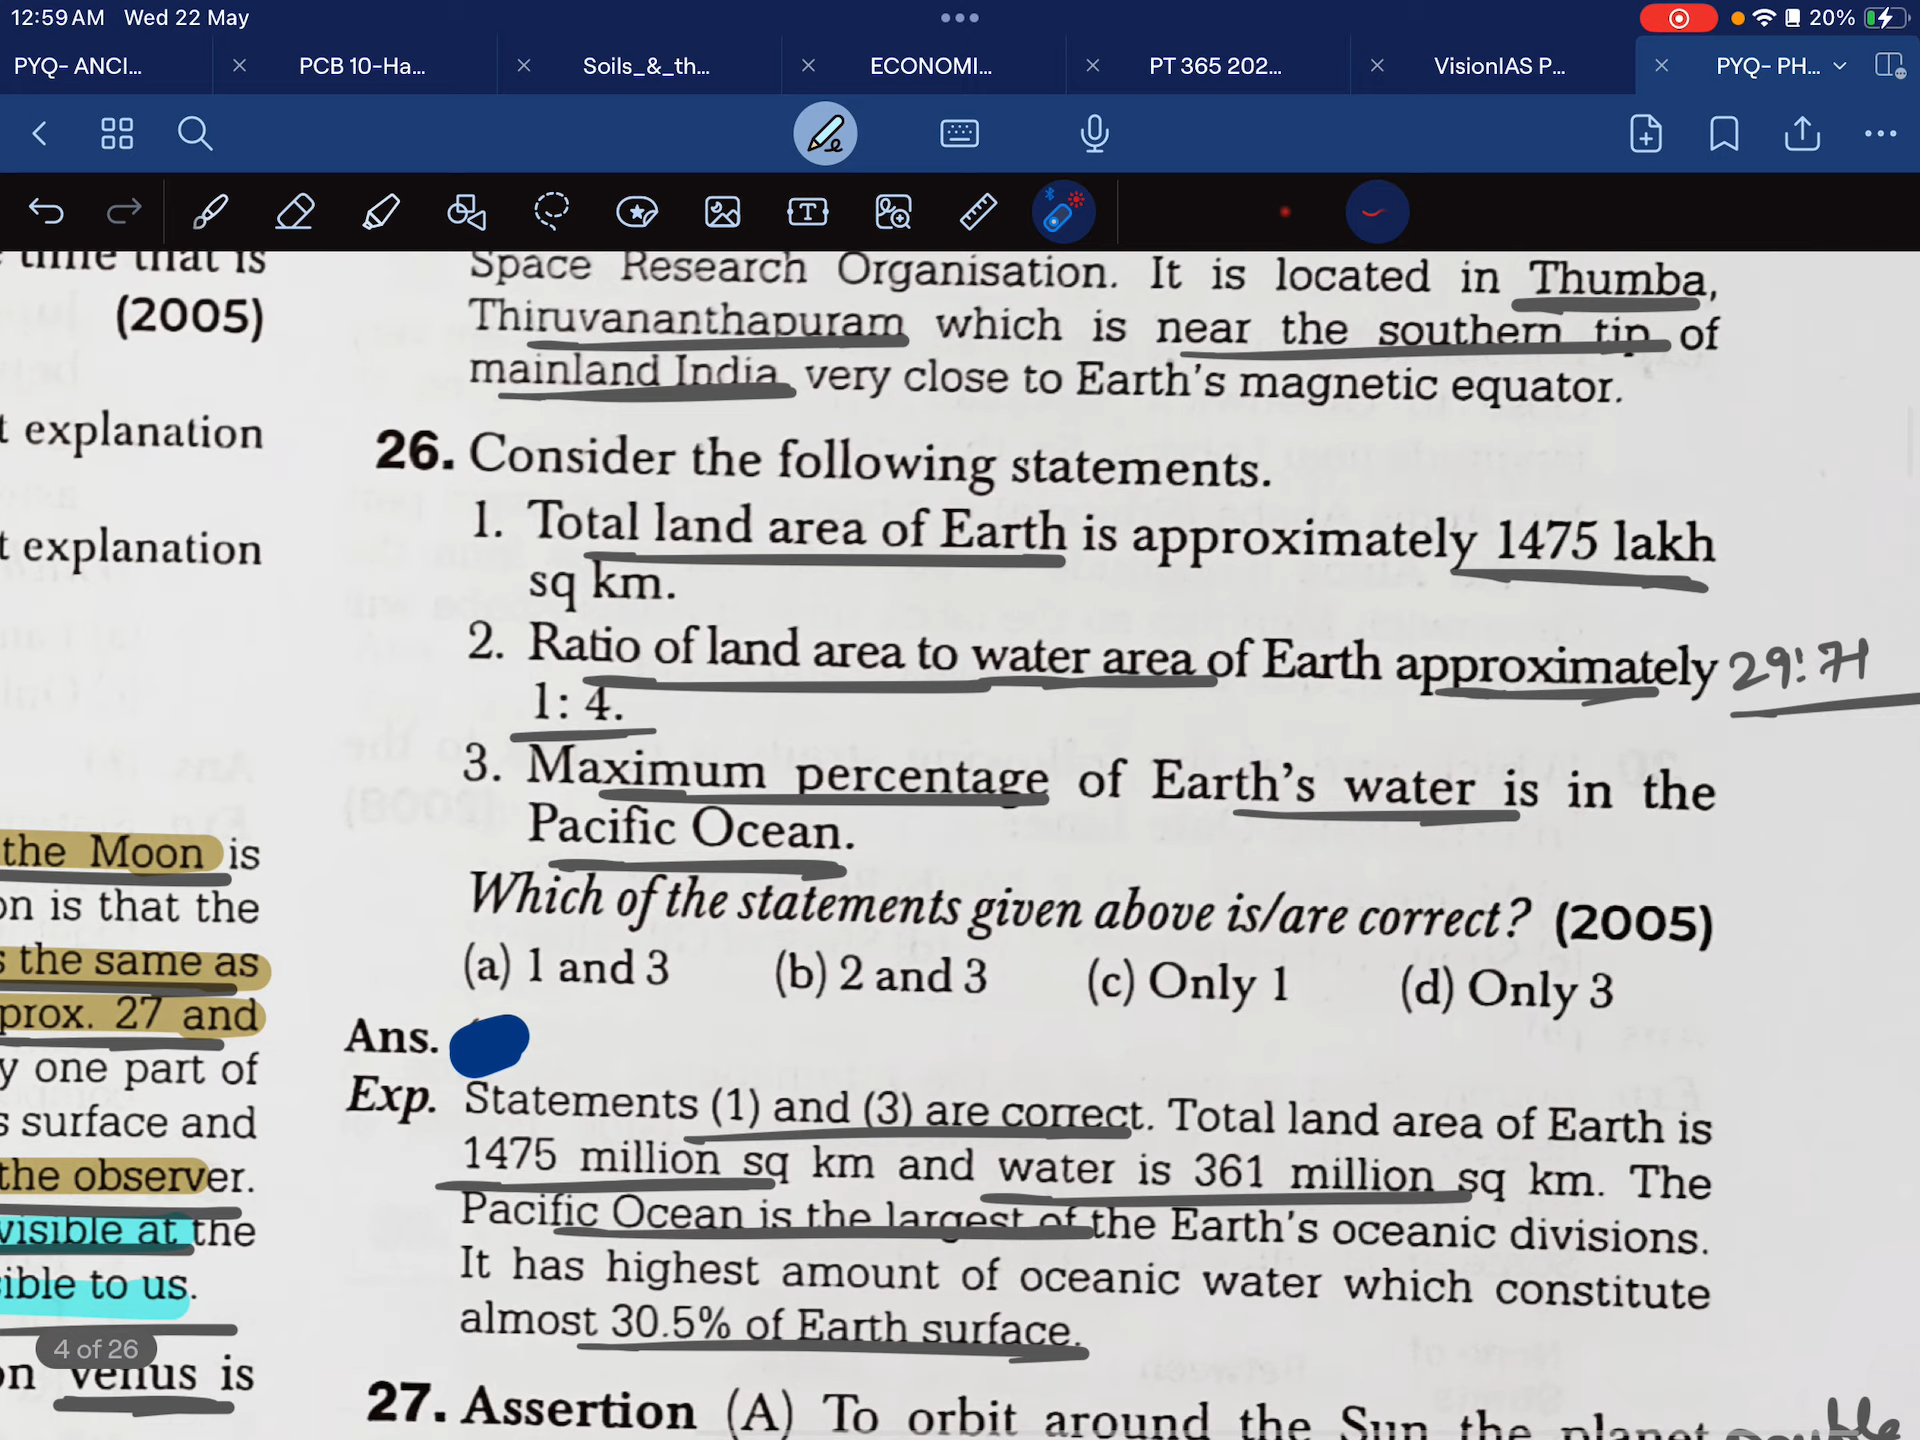 12:59 AM Wed 22 May
20%
PYQ- ANCI...
PCB 10-Ha...
Soils_&_th...
ECONOMI...
PT 365 202...
VisionIAS P...
PYQ- PH...
time that is
(2005)
t explanation
t explanation
the Moon is
on is that the
s the same as
prox. 27 and
y one part of
s surface and
the observer.
visible at the
sible to us.
4 of 26
on Venus is
Space Research Organisation. It is located in Thumba,
Thiruvananthapuram which is near the southern tip of
mainland India very close to Earth's magnetic equator.
26. Consider the following statements.
1. Total land area of Earth is approximately 1475 lakh
sq km.
2. Ratio of land area to water area of Earth approximately 29:71
1: 4.
3. Maximum percentage of Earth's water is in the
Pacific Ocean.
Which of the statements given above is/are correct? (2005)
(a) 1 and 3 (b) 2 and 3 (c) Only 1 (d) Only 3
Ans.
Exp. Statements (1) and (3) are correct. Total land area of Earth is
1475 million sq km and water is 361 million sq km. The
Pacific Ocean is the largest of the Earth's oceanic divisions.
It has highest amount of oceanic water which constitute
almost 30.5% of Earth surface.
27. Assertion (A) To orbit around the Sun the planet